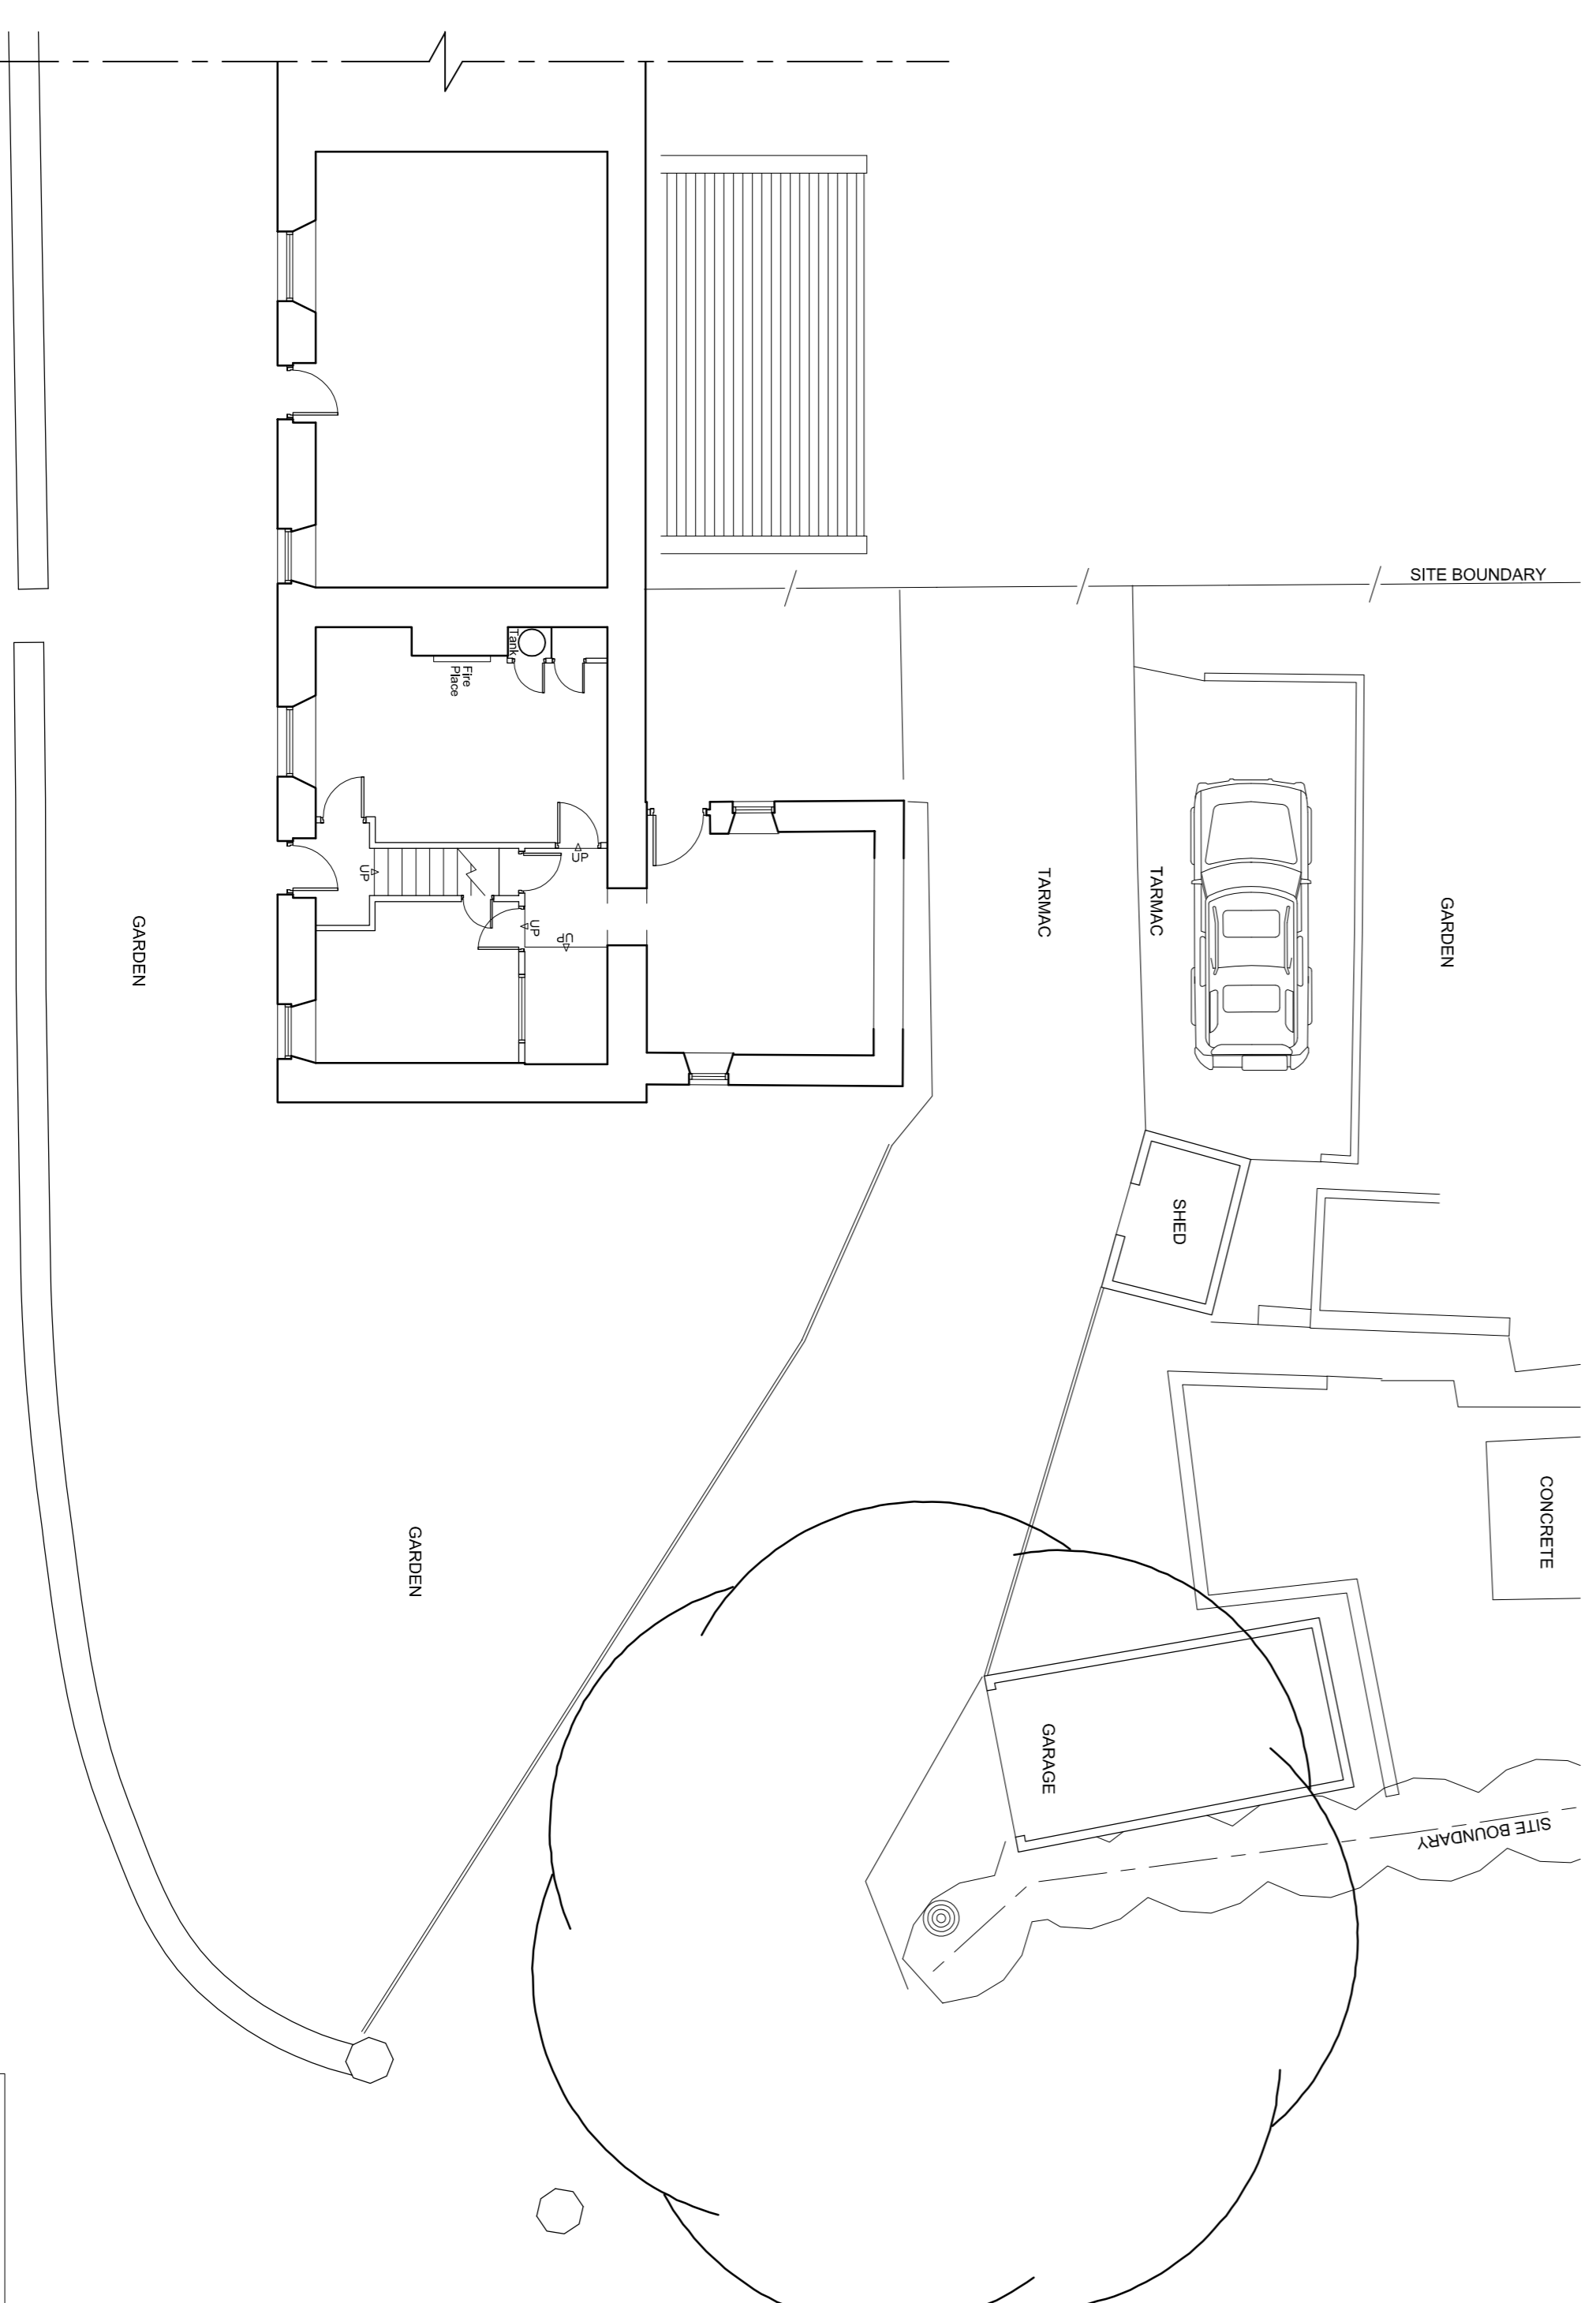 SITE BOUNDARY
Tank
Fire
Place
UP
UP
UP
UP
TARMAC
TARMAC
GARDEN
GARDEN
SHED
CONCRETE
GARDEN
GARAGE
SITE BOUNDARY